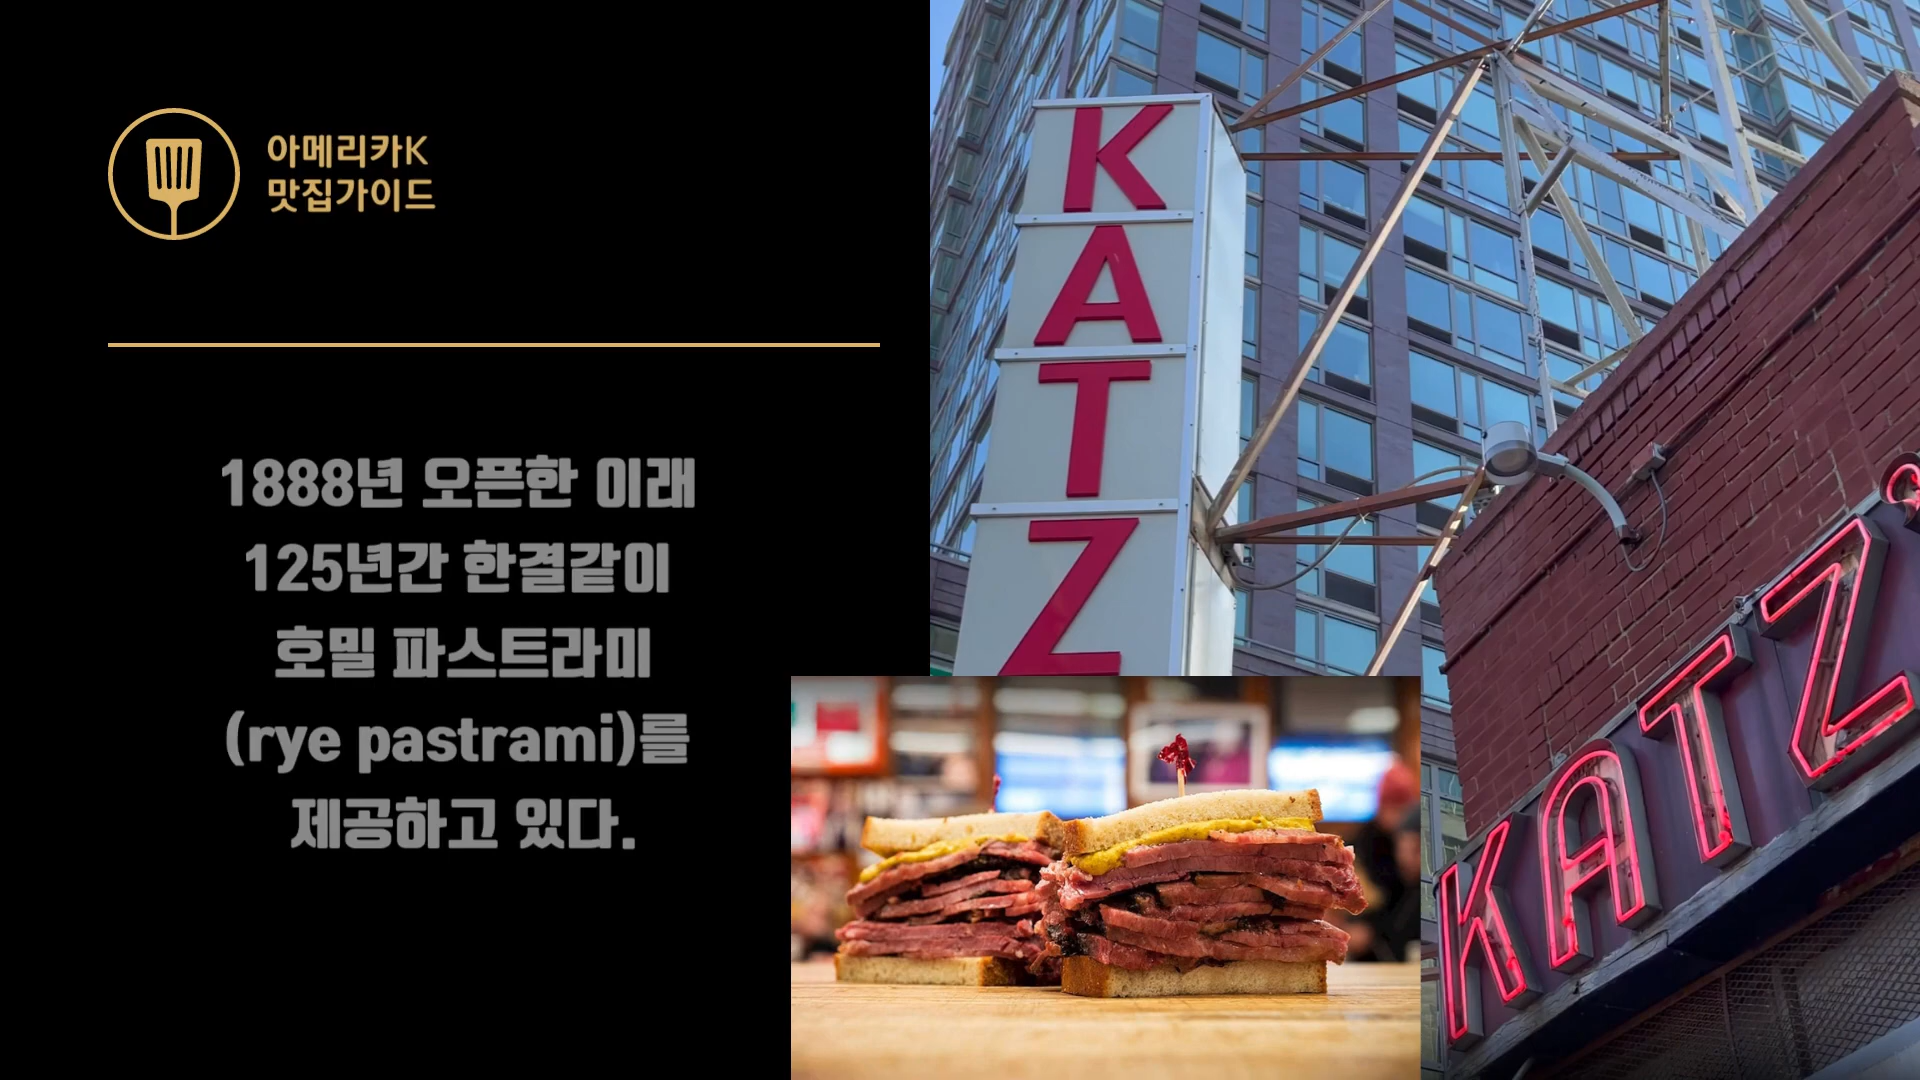 아메리카K
맛집가이드
1888년 오픈한 이래
125년간 한결같이
호밀 파스트라미
(rye pastrami)를
제공하고 있다.
KATZ
KATZ'